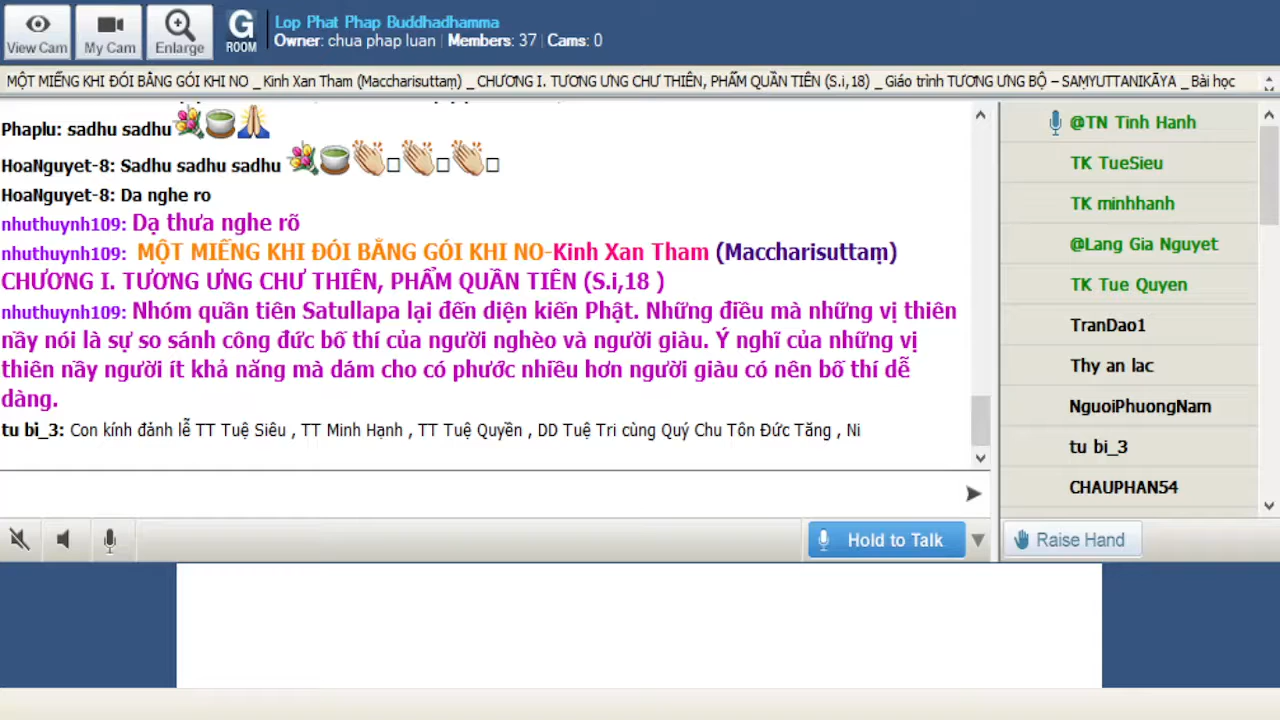 View Cam
My Cam
Enlarge
G
ROOM
Lop Phat Phap Buddhadhamma
Owner: chua phap luan | Members: 37 | Cams: 0
MỘT MIẾNG KHI ĐÓI BẰNG GÓI KHI NO _ Kinh Xan Tham (Maccharisuttaṃ) _ CHƯƠNG I. TƯƠNG ƯNG CHƯ THIÊN, PHẨM QUẦN TIÊN (S.i,18) _ Giáo trình TƯƠNG ƯNG BỘ – SAṂYUTTANIKĀYA _ Bài học
Phaplu: sadhu sadhu
HoaNguyet-8: Sadhu sadhu sadhu
HoaNguyet-8: Da nghe ro
nhuthuynh109: Dạ thưa nghe rõ
nhuthuynh109: MỘT MIẾNG KHI ĐÓI BẰNG GÓI KHI NO-Kinh Xan Tham (Maccharisuttaṃ)
CHƯƠNG I. TƯƠNG ƯNG CHƯ THIÊN, PHẨM QUẦN TIÊN (S.i,18 )
nhuthuynh109: Nhóm quần tiên Satullapa lại đến diện kiến Phật. Những điều mà những vị thiên
nầy nói là sự so sánh công đức bố thí của người nghèo và người giàu. Ý nghĩ của những vị
thiên nầy người ít khả năng mà dám cho có phước nhiều hơn người giàu có nên bố thí dễ
dàng.
tu bi_3: Con kính đảnh lễ TT Tuệ Siêu , TT Minh Hạnh , TT Tuệ Quyền , DD Tuệ Tri cùng Quý Chu Tôn Đức Tăng , Ni
@TN Tinh Hanh
TK TueSieu
TK minhhanh
@Lang Gia Nguyet
TK Tue Quyen
TranDao1
Thy an lac
NguoiPhuongNam
tu bi_3
CHAUPHAN54
Hold to Talk
Raise Hand